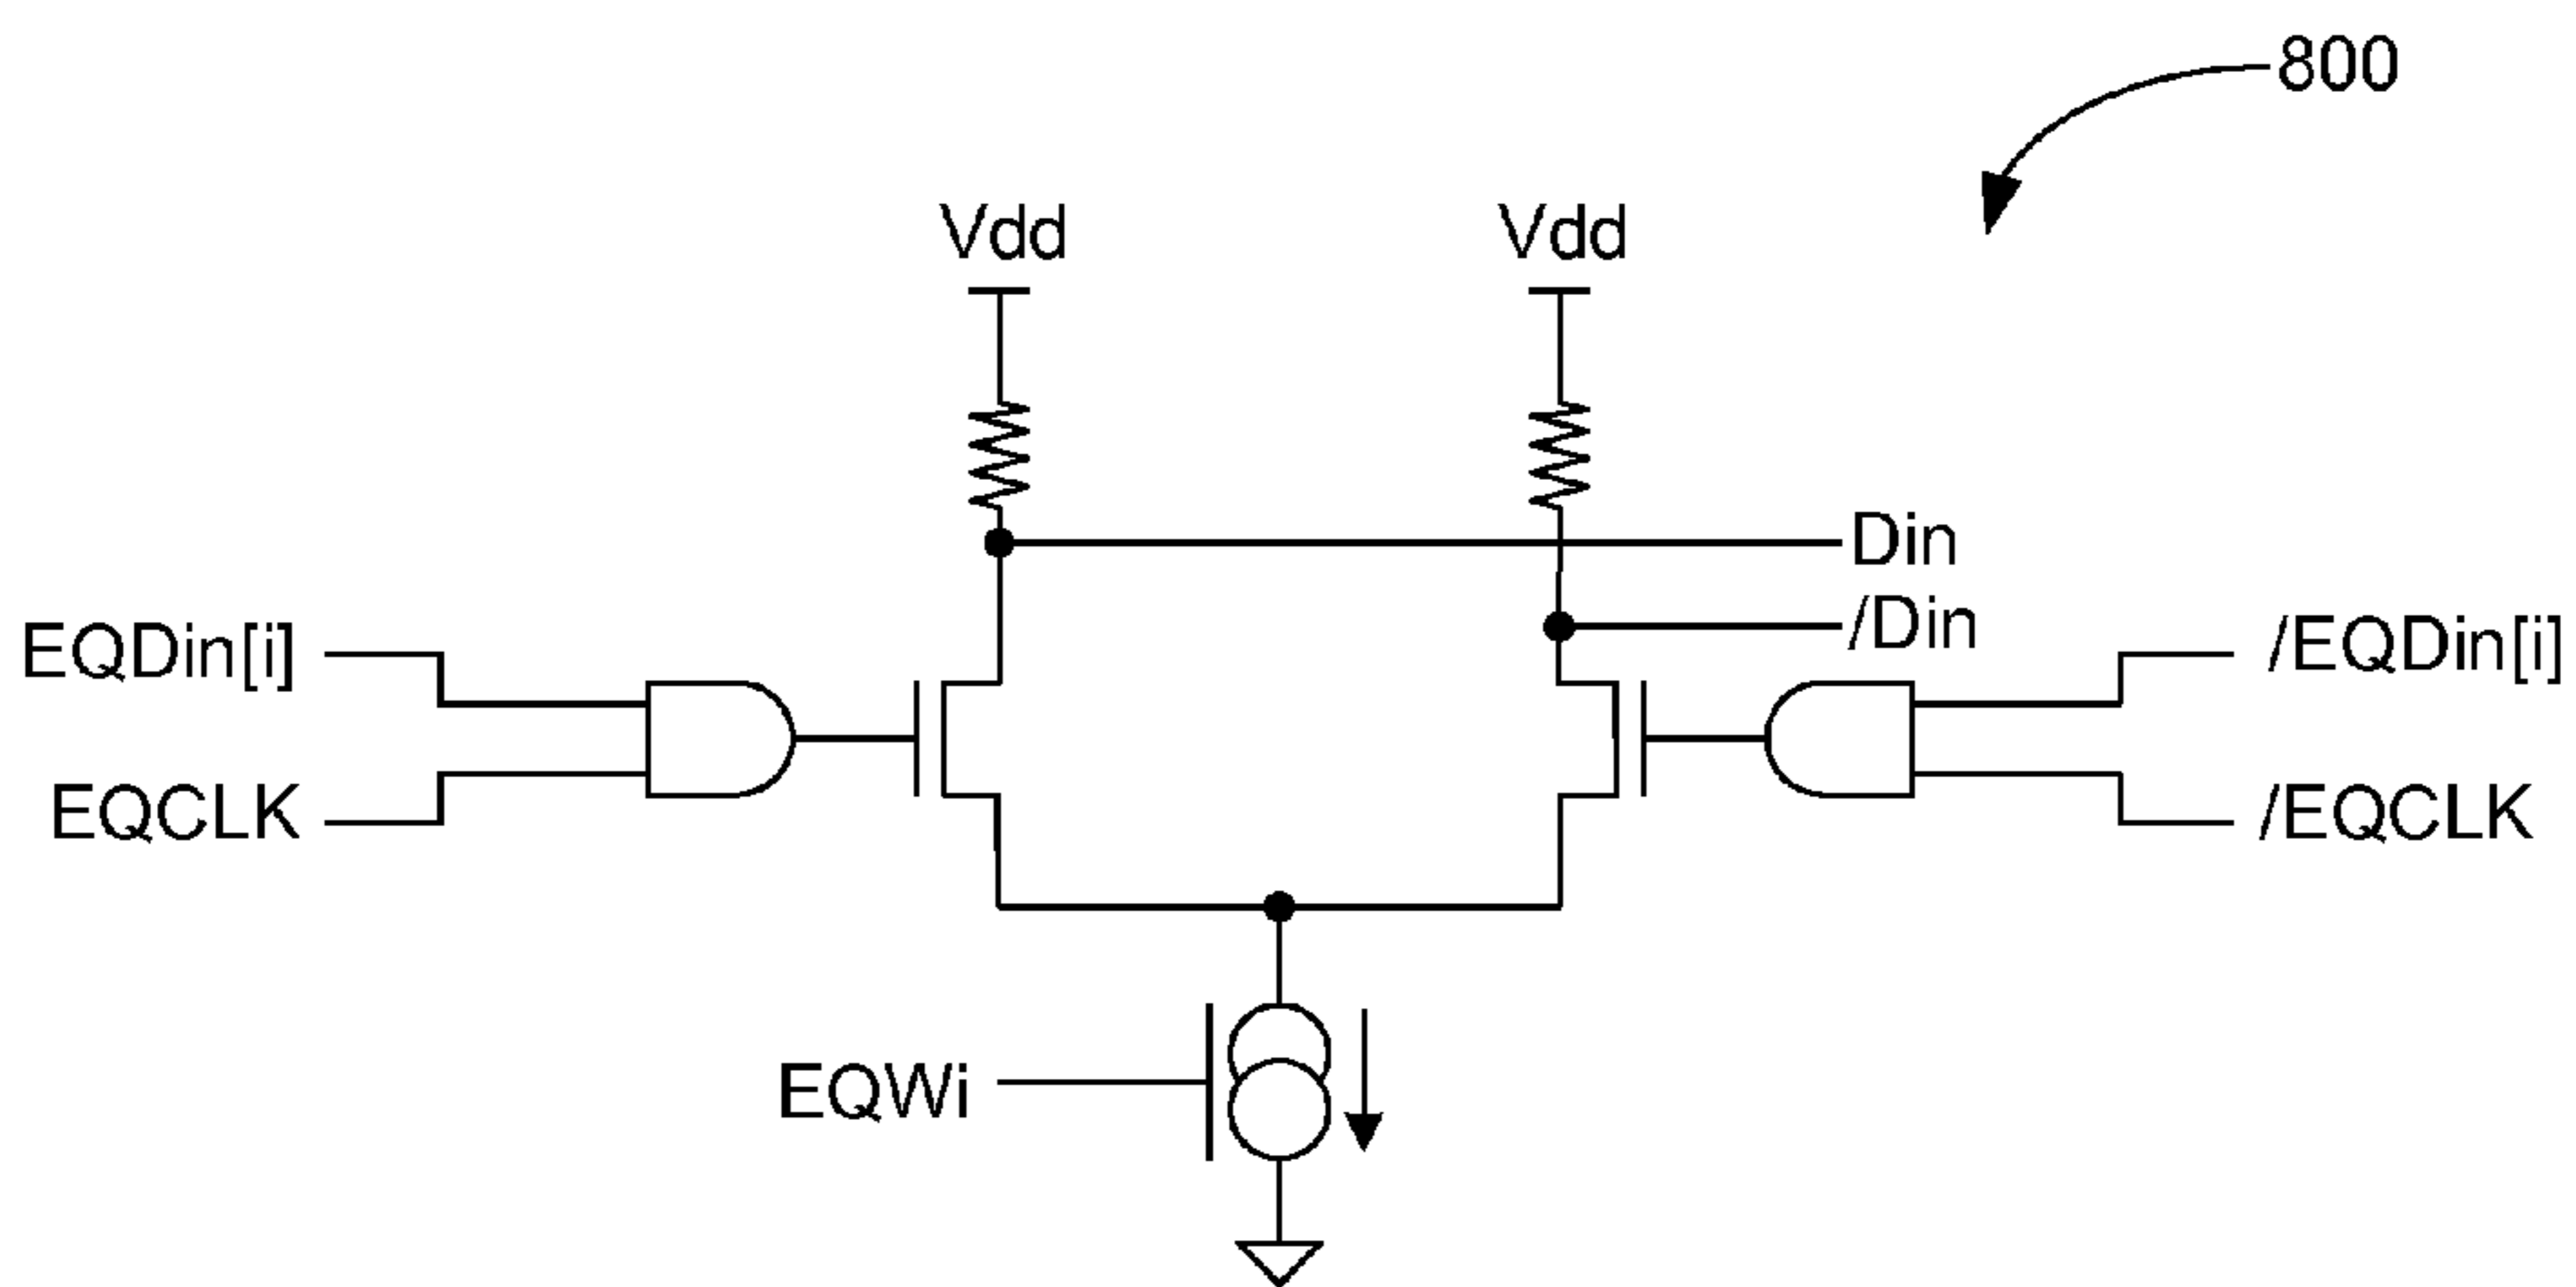 800
Vdd
Vdd
Din
/Din
EQDin[i]
/EQDin[i]
EQCLK
/EQCLK
EQWi